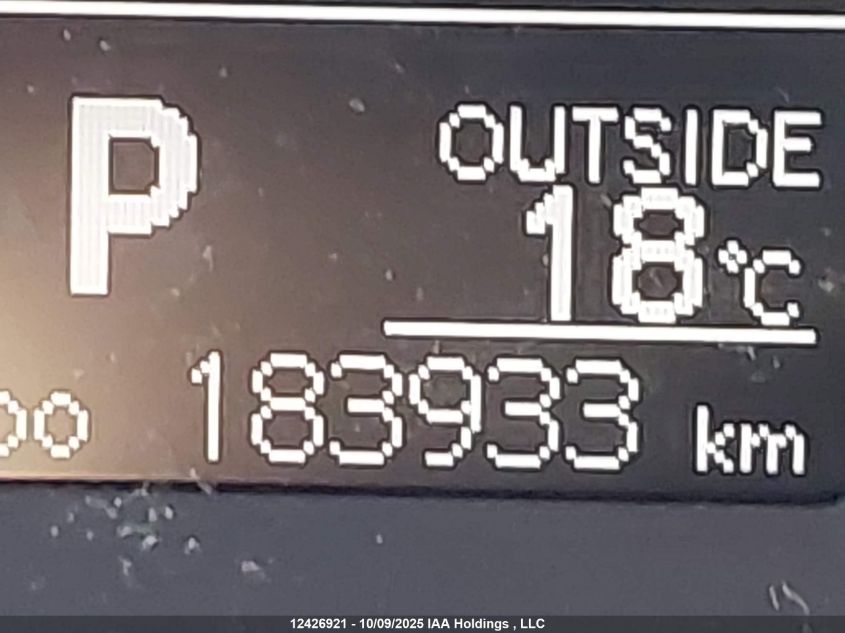 P
OUTSIDE
18°C
183933 km
12426921 - 10/09/2025 IAA Holdings , LLC